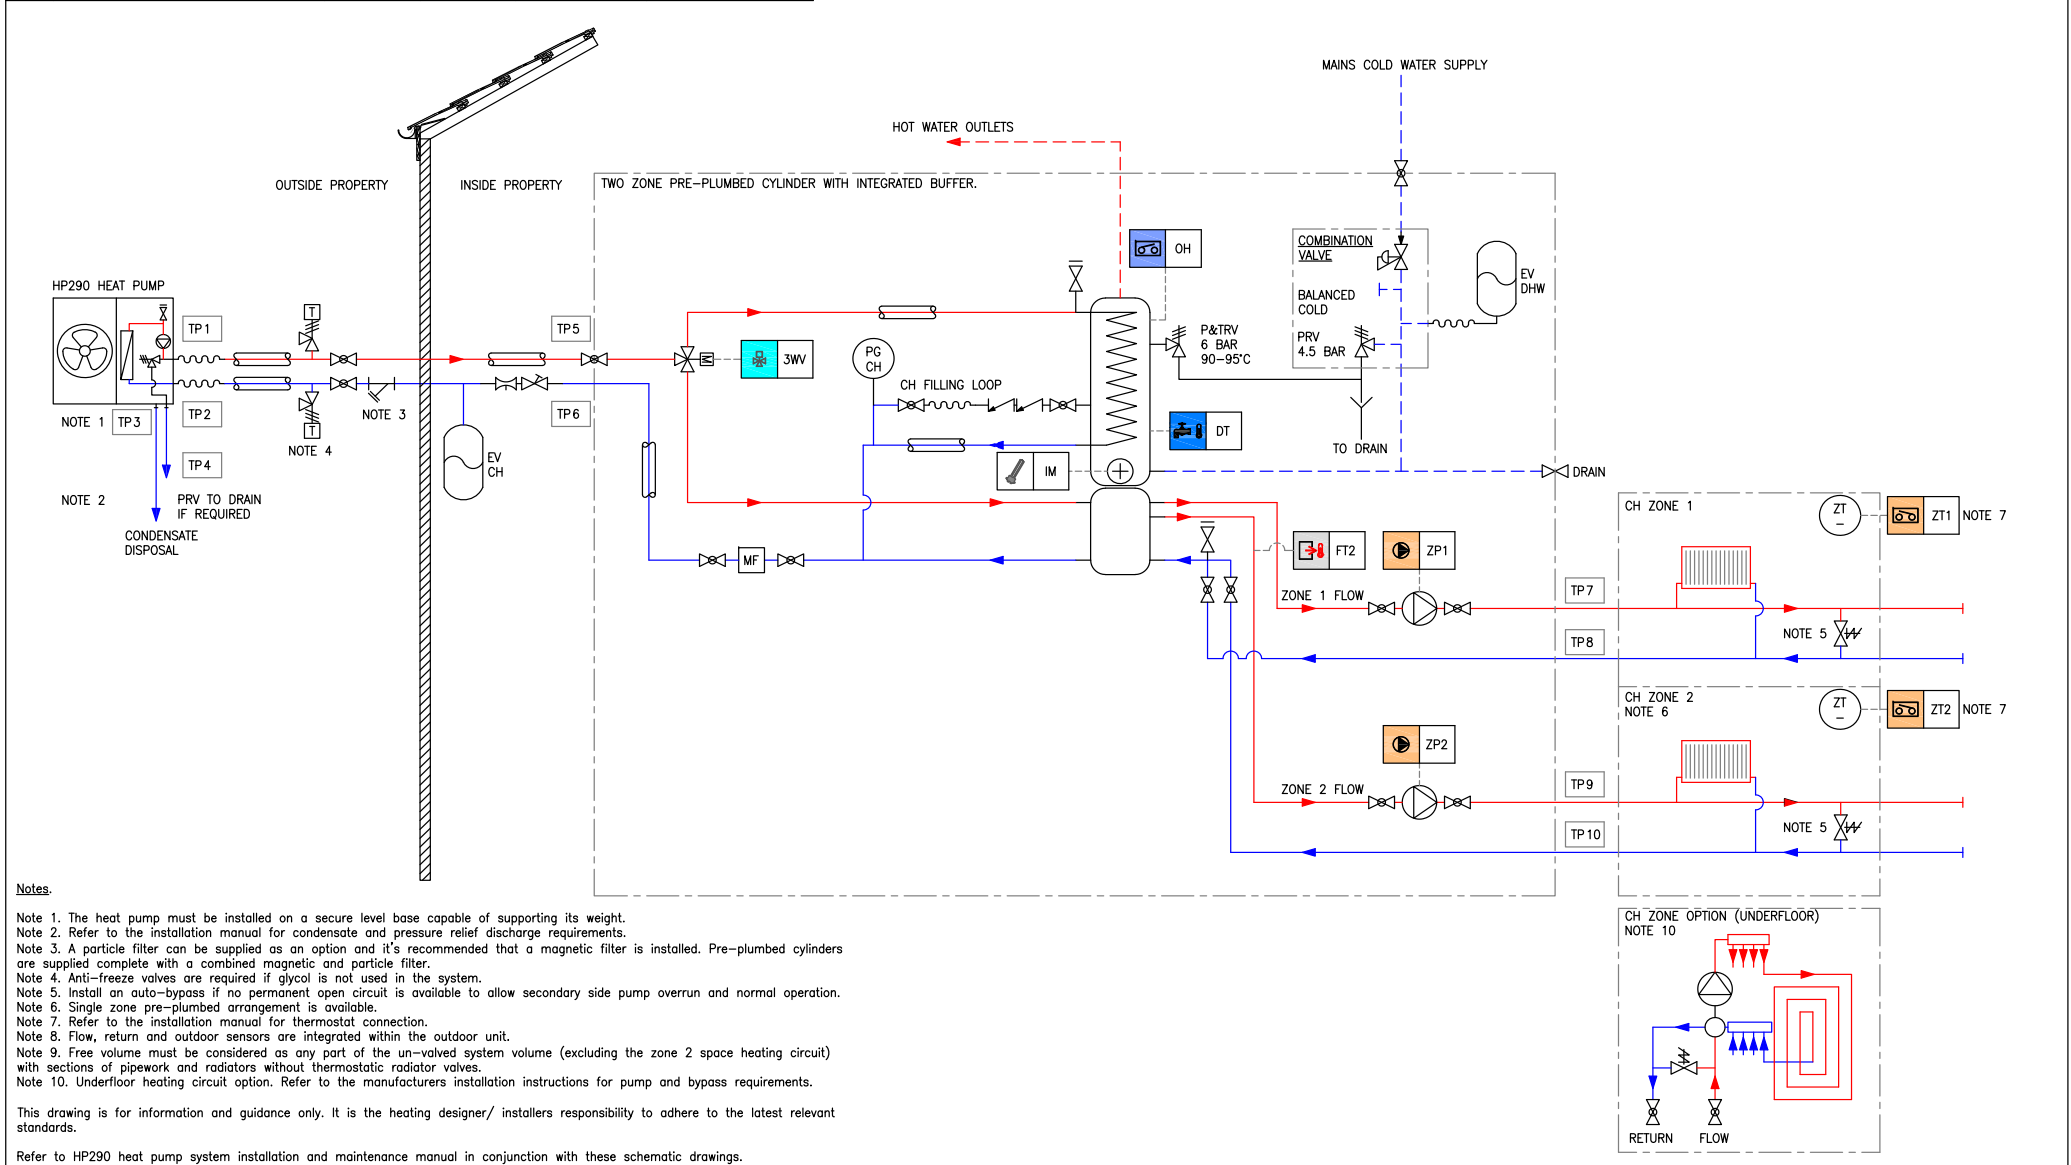 MAINS COLD WATER SUPPLY
HOT WATER OUTLETS
OUTSIDE PROPERTY
INSIDE PROPERTY
TWO ZONE PRE-PLUMBED CYLINDER WITH INTEGRATED BUFFER.
OH
COMBINATION
VALVE
BALANCED
COLD
PRV
4.5 BAR
EV
DHW
HP290 HEAT PUMP
TP1
T
TP5
M
3WV
PG
CH
P&TRV
6 BAR
90-95°C
CH FILLING LOOP
NOTE 1
TP3
TP2
NOTE 3
TP6
T
NOTE 4
DT
TO DRAIN
TP4
EV
CH
IM
DRAIN
NOTE 2
PRV TO DRAIN
IF REQUIRED
CONDENSATE
DISPOSAL
CH ZONE 1
ZT
–
ZT1
NOTE 7
MF
FT2
ZP1
ZONE 1 FLOW
TP7
TP8
NOTE 5
CH ZONE 2
NOTE 6
ZT
–
ZT2
NOTE 7
ZP2
ZONE 2 FLOW
TP9
TP10
NOTE 5
CH ZONE OPTION (UNDERFLOOR)
NOTE 10
RETURN
FLOW
Notes.
Note 1. The heat pump must be installed on a secure level base capable of supporting its weight.
Note 2. Refer to the installation manual for condensate and pressure relief discharge requirements.
Note 3. A particle filter can be supplied as an option and it's recommended that a magnetic filter is installed. Pre-plumbed cylinders
are supplied complete with a combined magnetic and particle filter.
Note 4. Anti-freeze valves are required if glycol is not used in the system.
Note 5. Install an auto-bypass if no permanent open circuit is available to allow secondary side pump overrun and normal operation.
Note 6. Single zone pre-plumbed arrangement is available.
Note 7. Refer to the installation manual for thermostat connection.
Note 8. Flow, return and outdoor sensors are integrated within the outdoor unit.
Note 9. Free volume must be considered as any part of the un-valved system volume (excluding the zone 2 space heating circuit)
with sections of pipework and radiators without thermostatic radiator valves.
Note 10. Underfloor heating circuit option. Refer to the manufacturers installation instructions for pump and bypass requirements.
This drawing is for information and guidance only. It is the heating designer/ installers responsibility to adhere to the latest relevant
standards.
Refer to HP290 heat pump system installation and maintenance manual in conjunction with these schematic drawings.